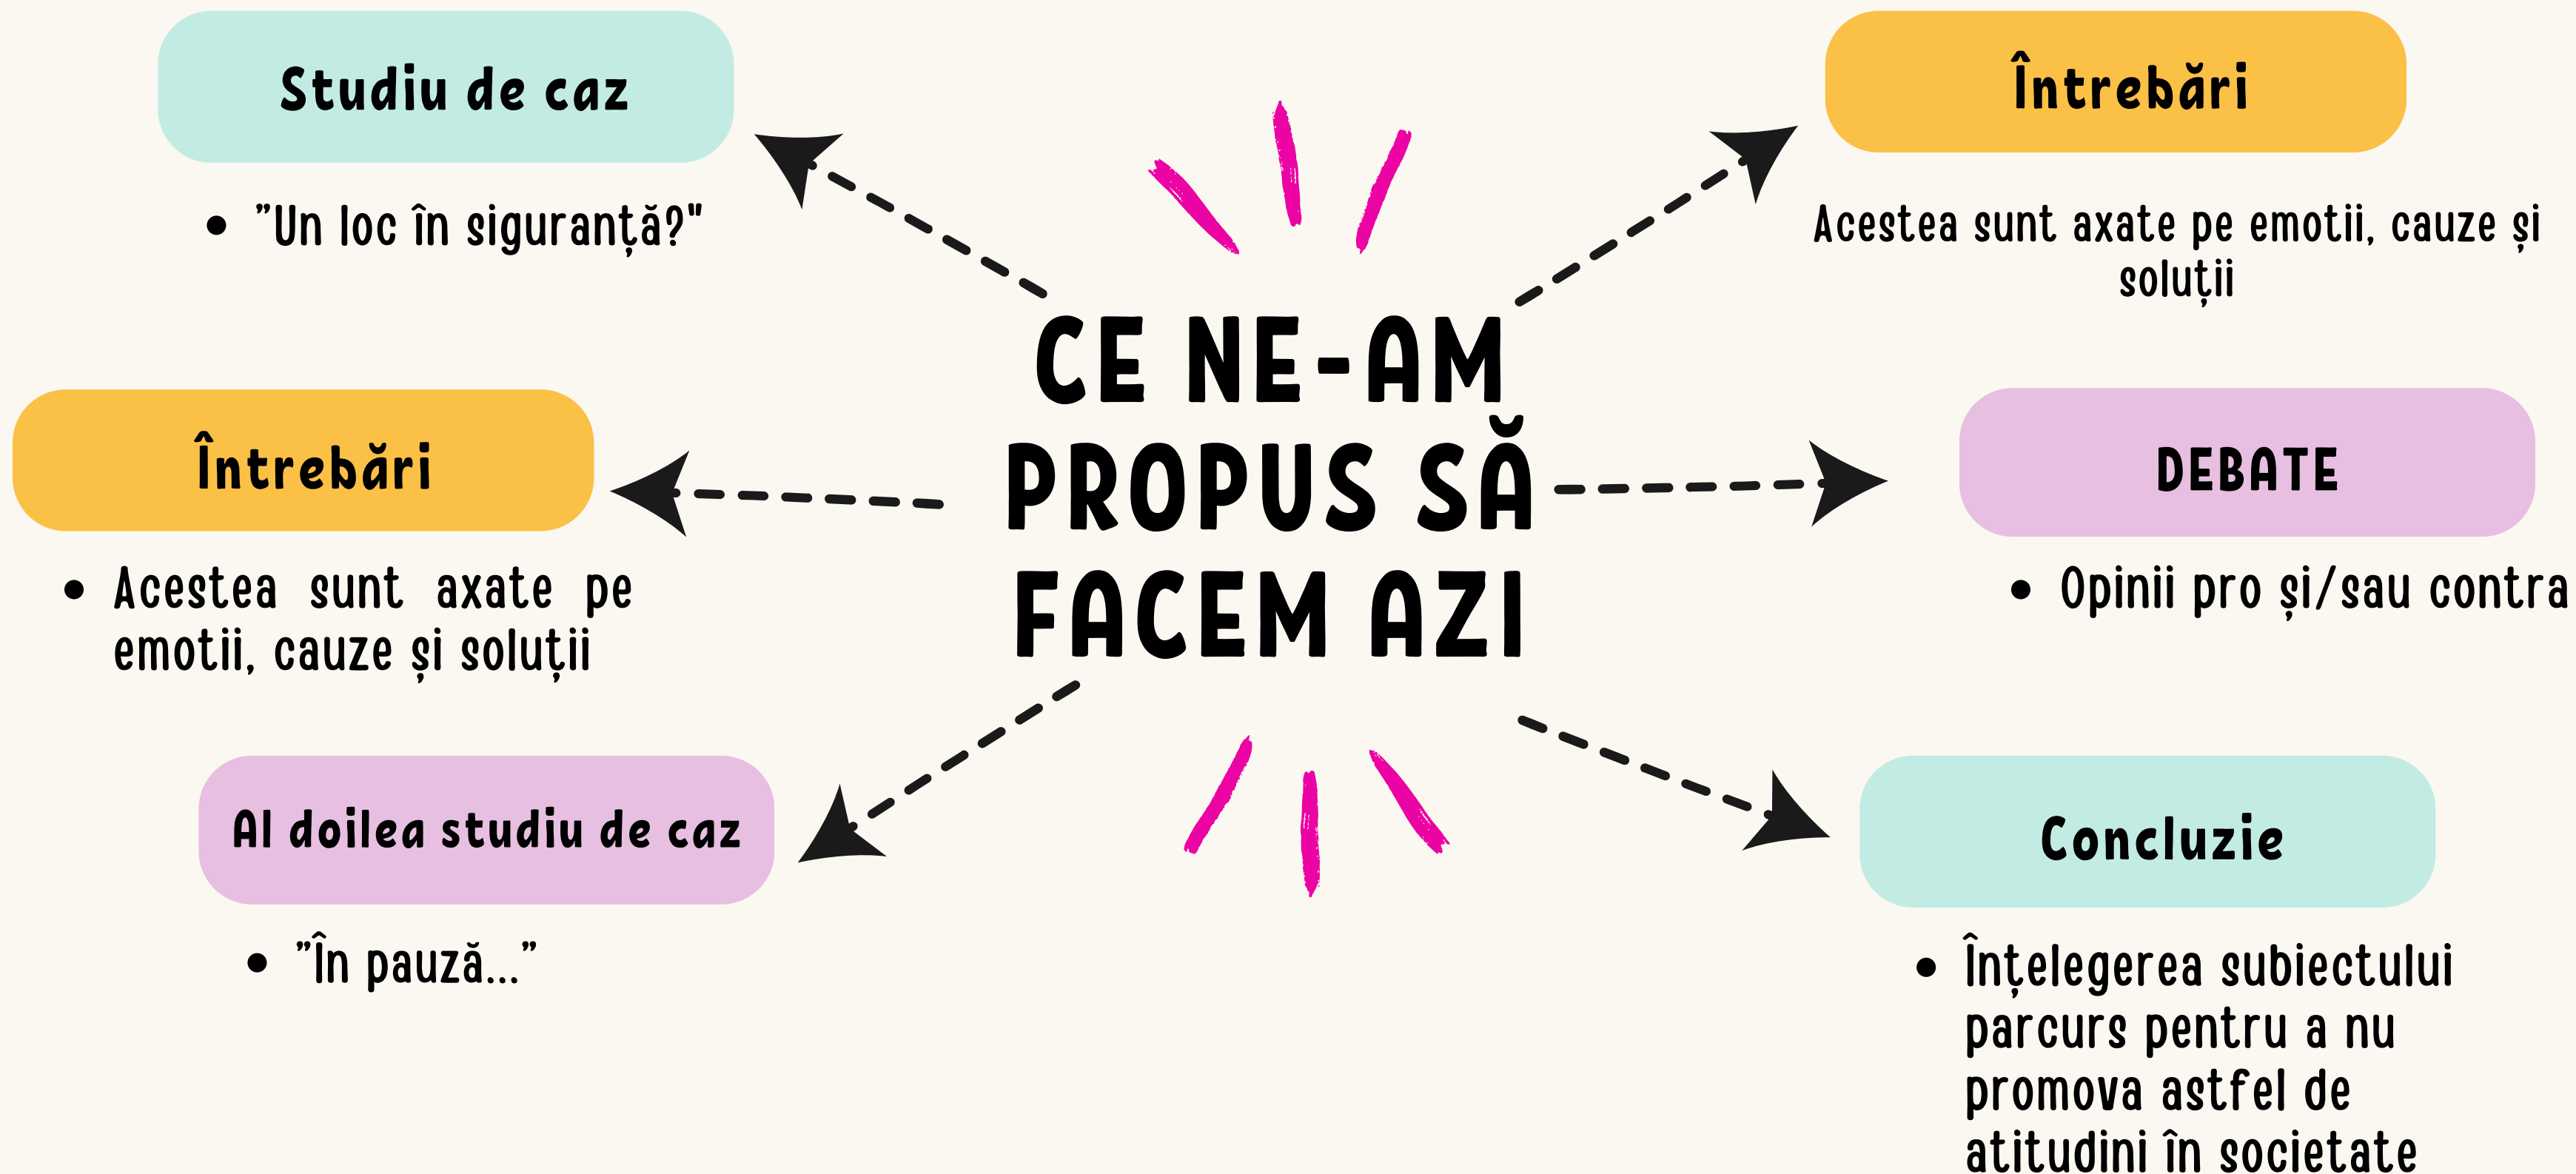 Studiu de caz
"Un loc în siguranță?"
Întrebări
Acestea sunt axate pe
emotii, cauze și soluții
Al doilea studiu de caz
"În pauză..."
CE NE-AM
PROPUS SĂ
FACEM AZI
Întrebări
Acestea sunt axate pe emotii, cauze și
soluții
DEBATE
Opinii pro și/sau contra
Concluzie
Înțelegerea subiectului
parcurs pentru a nu
promova astfel de
atitudini în societate